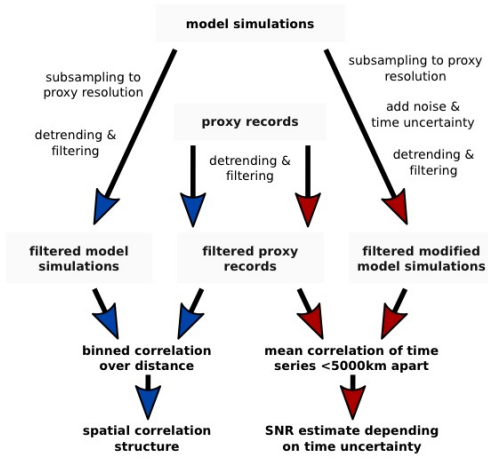 model simulations
subsampling to
proxy resolution
detrending &
filtering
subsampling to proxy
resolution
add noise &
time uncertainty
detrending &
filtering
proxy records
detrending &
filtering
filtered model
simulations
filtered proxy
records
filtered modified
model simulations
binned correlation
over distance
mean correlation of time
series <5000km apart
spatial correlation
structure
SNR estimate depending
on time uncertainty